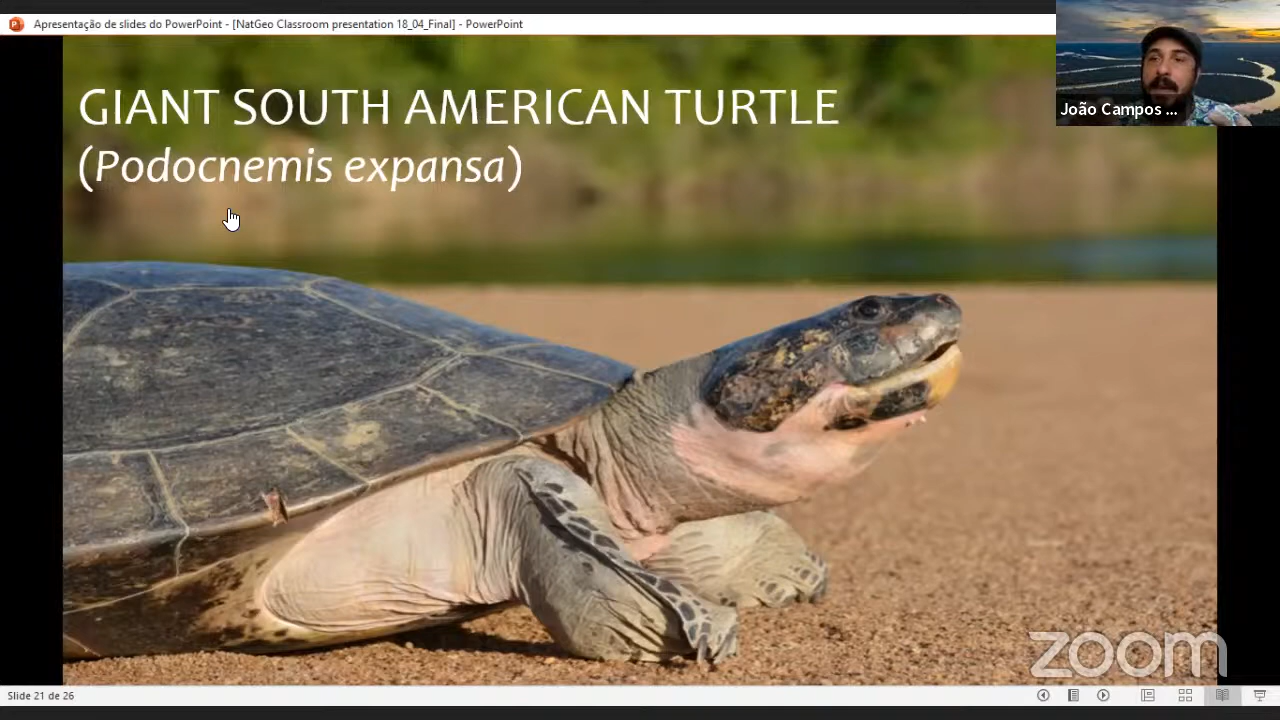 Apresentação de slides do PowerPoint - [NatGeo Classroom presentation 18_04_Final] - PowerPoint
João Campos ...
GIANT SOUTH AMERICAN TURTLE
(Podocnemis expansa)
zoom
Slide 21 de 26